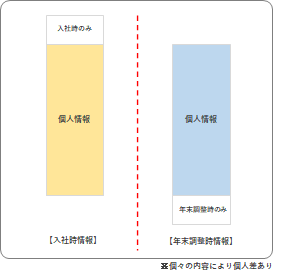 入社時のみ
個人情報
個人情報
年末調整時のみ
【入社時情報】
【年末調整時情報】
※個々の内容により個人差あり